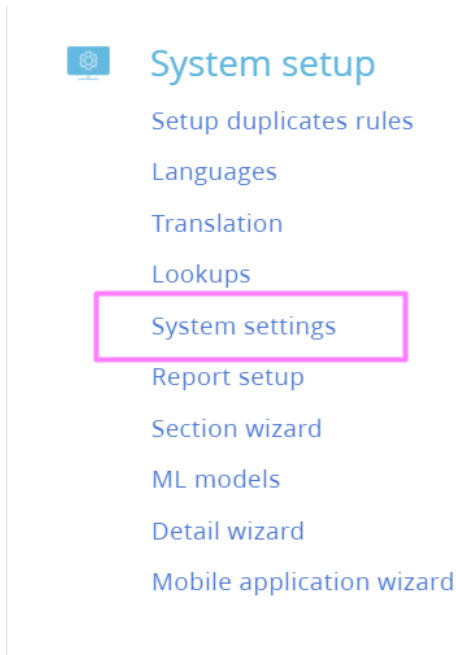 System setup
Setup duplicates rules
Languages
Translation
Lookups
System settings
Report setup
Section wizard
ML models
Detail wizard
Mobile application wizard